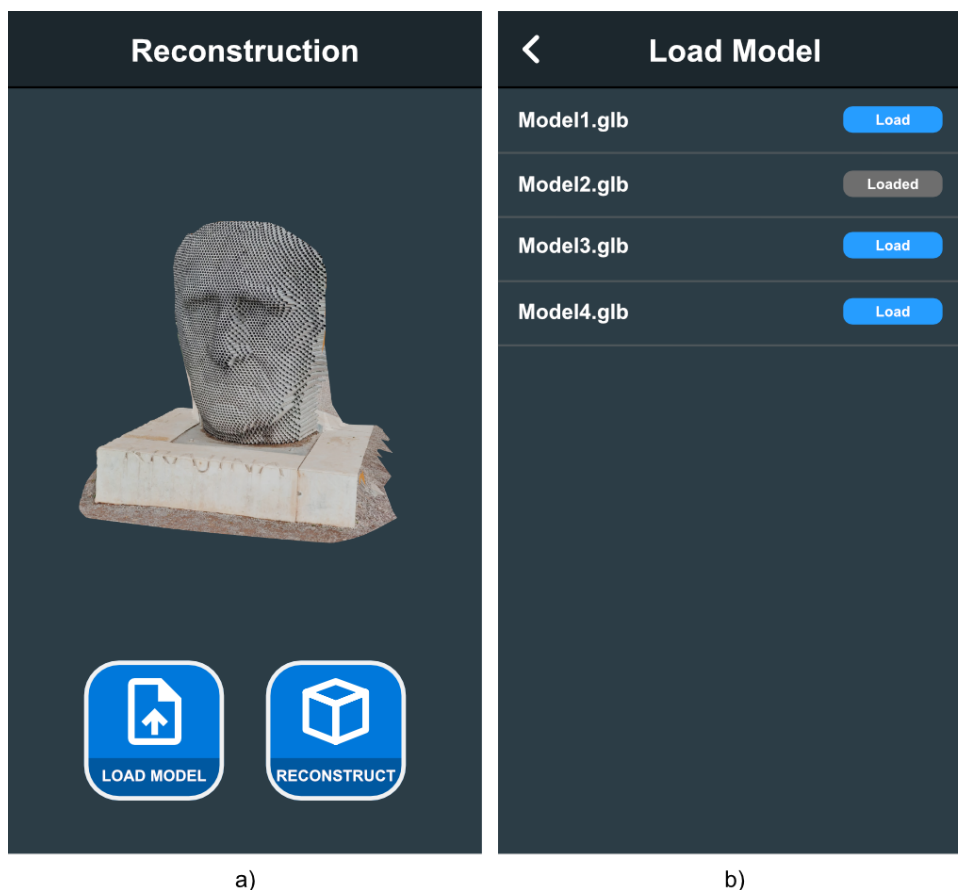 Reconstruction
LOAD MODEL
RECONSTRUCT
a)
Load Model
Model1.glb Load
Model2.glb Loaded
Model3.glb Load
Model4.glb Load
b)